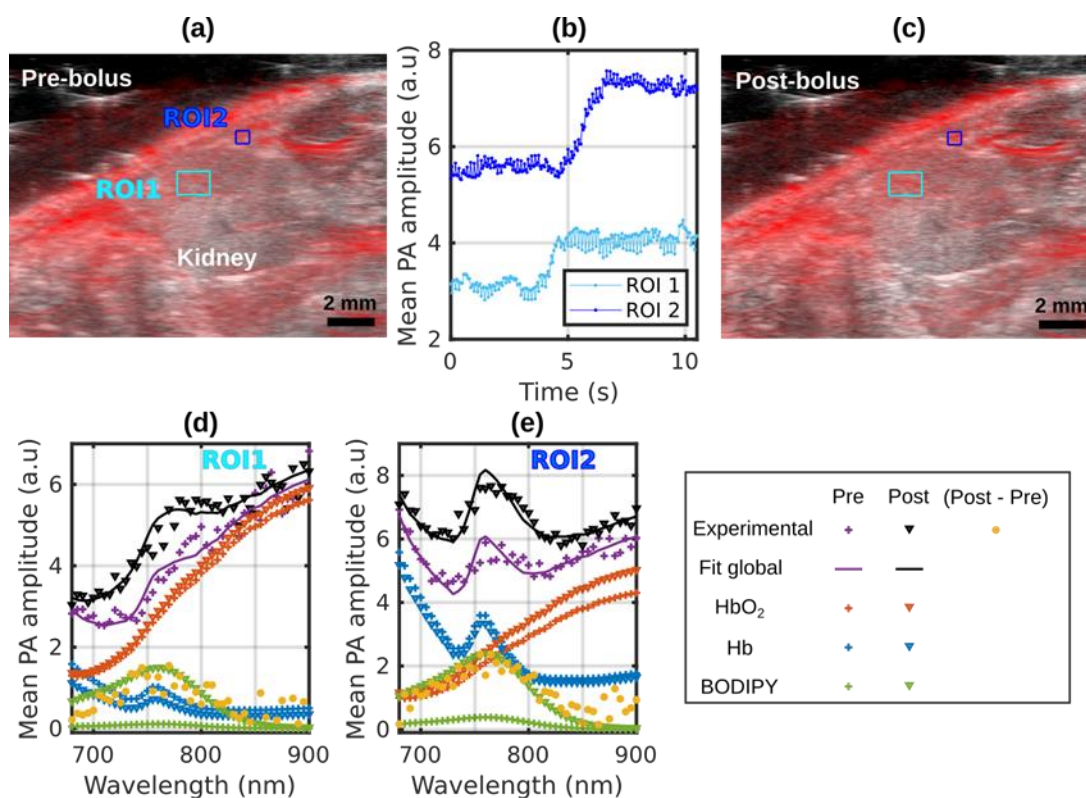 (a)
Pre-bolus
ROI2
ROI1
Kidney
2 mm
(b)
Mean PA amplitude (a.u)
8
6
4
2
0 5 10
Time (s)
ROI 1
ROI 2
(c)
Post-bolus
2 mm
(d)
ROI1
Mean PA amplitude (a.u)
6
4
2
0
700 800 900
Wavelength (nm)
(e)
ROI2
Mean PA amplitude (a.u)
8
6
4
2
0
700 800 900
Wavelength (nm)
Pre Post (Post - Pre)
Experimental
Fit global
HbO₂
Hb
BODIPY